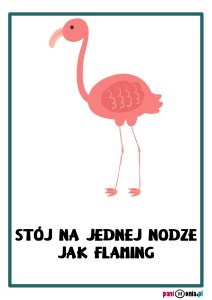 STÓJ NA JEDNEJ NODZE
JAK FLAMING